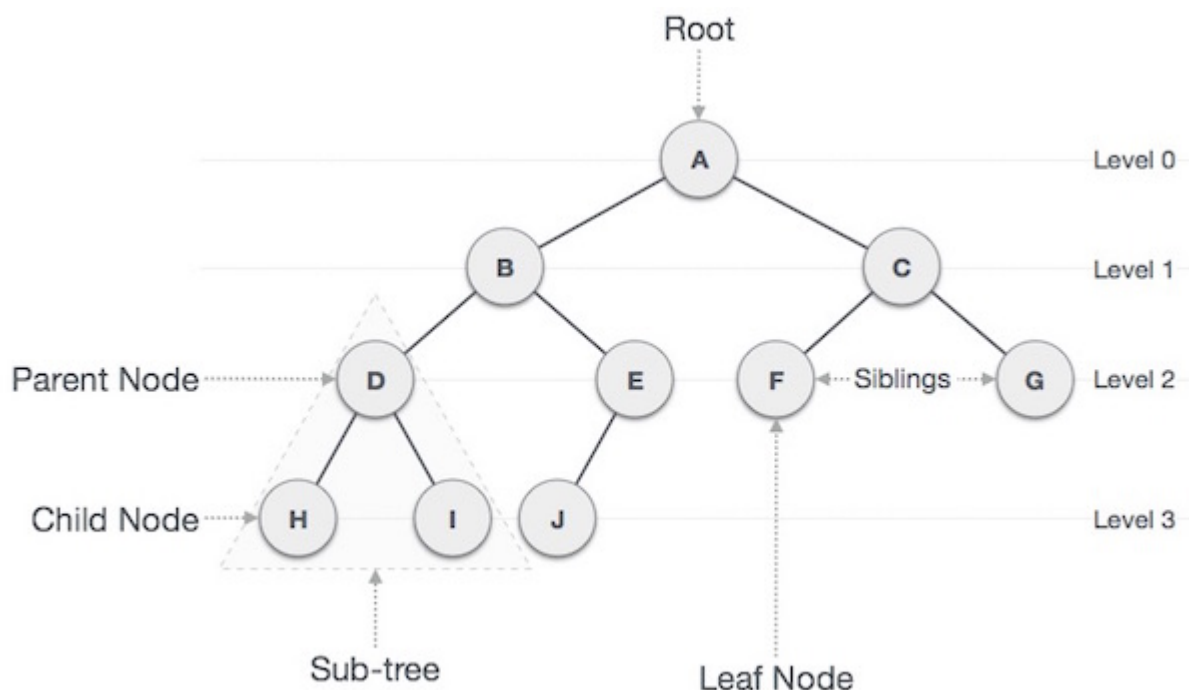 Root
A
Level 0
B
C
Level 1
Parent Node
D
E
F
Siblings
G
Level 2
Child Node
H
I
J
Level 3
Sub-tree
Leaf Node